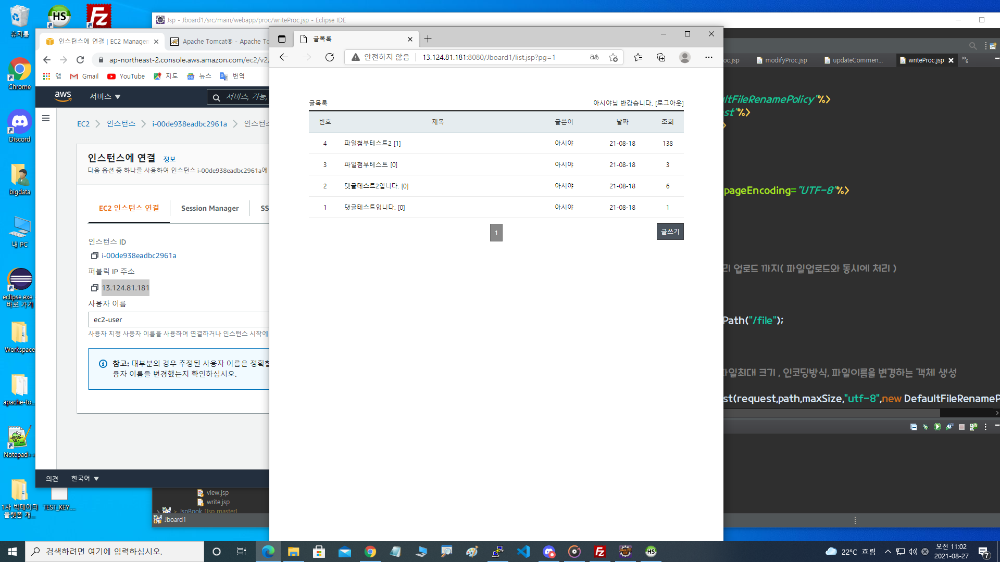 휴지통
Chrome
Discord
bigdata
내 PC
eclipse.exe
바로 가기
Workspace
apache-to...
Notepad++
1차 빅데이터
플랫폼 개...
TEST_KEY....
Jsp - Jboard1/src/main/webapp/proc/writeProc.jsp - Eclipse IDE
인스턴스에 연결 | EC2 Managen
Apache Tomcat® - Apache To
ap-northeast-2.console.aws.amazon.com/ec2/v2/
앱 Gmail YouTube 지도 뉴스 번역
aws 서비스 서비스, 기능,
EC2 인스턴스 i-00de938eadbc2961a 인스턴스
인스턴스에 연결 정보
다음 옵션 중 하나를 사용하여 인스턴스 i-00de938eadbc2961a에
EC2 인스턴스 연결 Session Manager SS
인스턴스 ID
i-00de938eadbc2961a
퍼블릭 IP 주소
13.124.81.181
사용자 이름
ec2-user
사용자 지정 사용자 이름을 사용하여 연결하거나 인스턴스 시작에
참고: 대부분의 경우 추정된 사용자 이름은 정확합
용자 이름을 변경했는지 확인하십시오.
의견 한국어
view.jsp
write.jsp
> JspBook [Jsp master]
Jboard1
글목록
안전하지 않음 13.124.81.181:8080/Jboard1/list.jsp?pg=1
글목록 아시야님 반갑습니다. [로그아웃]
번호 제목 글쓴이 날짜 조회
4 파일첨부테스트2 [1] 아시야 21-08-18 138
3 파일첨부테스트 [0] 아시야 21-08-18 3
2 댓글테스트2입니다. [0] 아시야 21-08-18 6
1 댓글테스트입니다. [0] 아시야 21-08-18 1
1 글쓰기
oc.jsp modifyProc.jsp updateCommen... writeProc.jsp 6
ltFileRenamePolicy"%>
st"%>
>
pageEncoding="UTF-8"%>
리 업로드 까지( 파일업로드와 동시에 처리 )
Path("/file");
파일최대 크기 , 인코딩방식, 파일이름을 변경하는 객체 생성
st(request,path,maxSize,"utf-8",new DefaultFileRenameP
검색하려면 여기에 입력하십시오.
22°C 흐림
오전 11:02
2021-08-27
7